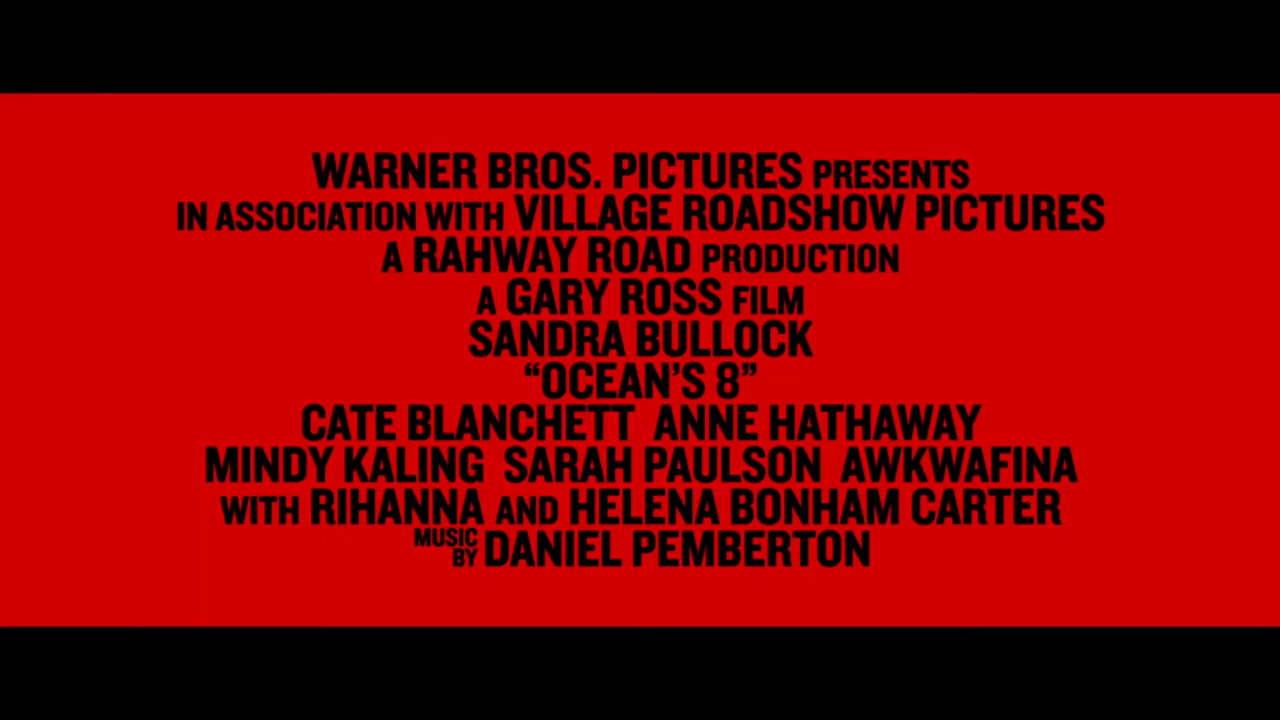 WARNER BROS. PICTURES PRESENTS
IN ASSOCIATION WITH VILLAGE ROADSHOW PICTURES
A RAHWAY ROAD PRODUCTION
A GARY ROSS FILM
SANDRA BULLOCK
“OCEAN’S 8”
CATE BLANCHETT ANNE HATHAWAY
MINDY KALING SARAH PAULSON AWKWAFINA
WITH RIHANNA AND HELENA BONHAM CARTER
MUSIC BY DANIEL PEMBERTON